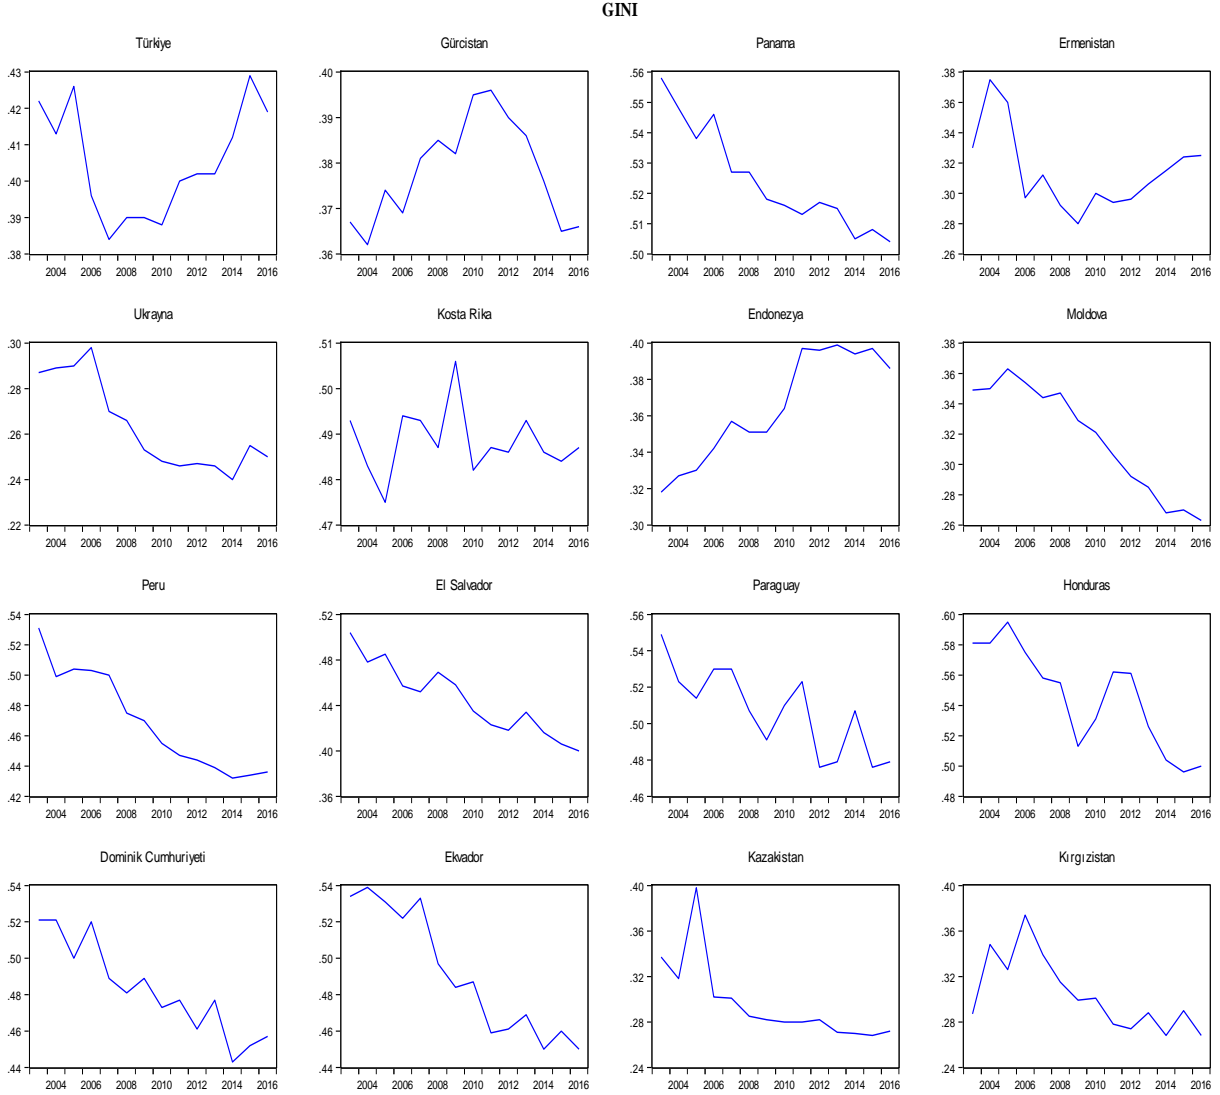 GINI
Türkiye
Gürcistan
Panama
Ermenistan
.43
.42
.41
.40
.39
.38
2004 2006 2008 2010 2012 2014 2016
.40
.39
.38
.37
.36
2004 2006 2008 2010 2012 2014 2016
.56
.55
.54
.53
.52
.51
.50
2004 2006 2008 2010 2012 2014 2016
.38
.36
.34
.32
.30
.28
.26
2004 2006 2008 2010 2012 2014 2016
Ukrayna
Kosta Rika
Endonezya
Moldova
.30
.28
.26
.24
.22
2004 2006 2008 2010 2012 2014 2016
.51
.50
.49
.48
.47
2004 2006 2008 2010 2012 2014 2016
.40
.38
.36
.34
.32
.30
2004 2006 2008 2010 2012 2014 2016
.38
.36
.34
.32
.30
.28
.26
2004 2006 2008 2010 2012 2014 2016
Peru
El Salvador
Paraguay
Honduras
.54
.52
.50
.48
.46
.44
.42
2004 2006 2008 2010 2012 2014 2016
.52
.48
.44
.40
.36
2004 2006 2008 2010 2012 2014 2016
.56
.54
.52
.50
.48
.46
2004 2006 2008 2010 2012 2014 2016
.60
.58
.56
.54
.52
.50
.48
2004 2006 2008 2010 2012 2014 2016
Dominik Cumhuriyeti
Ekvador
Kazakistan
Kırgızistan
.54
.52
.50
.48
.46
.44
2004 2006 2008 2010 2012 2014 2016
.54
.52
.50
.48
.46
.44
2004 2006 2008 2010 2012 2014 2016
.40
.36
.32
.28
.24
2004 2006 2008 2010 2012 2014 2016
.40
.36
.32
.28
.24
2004 2006 2008 2010 2012 2014 2016